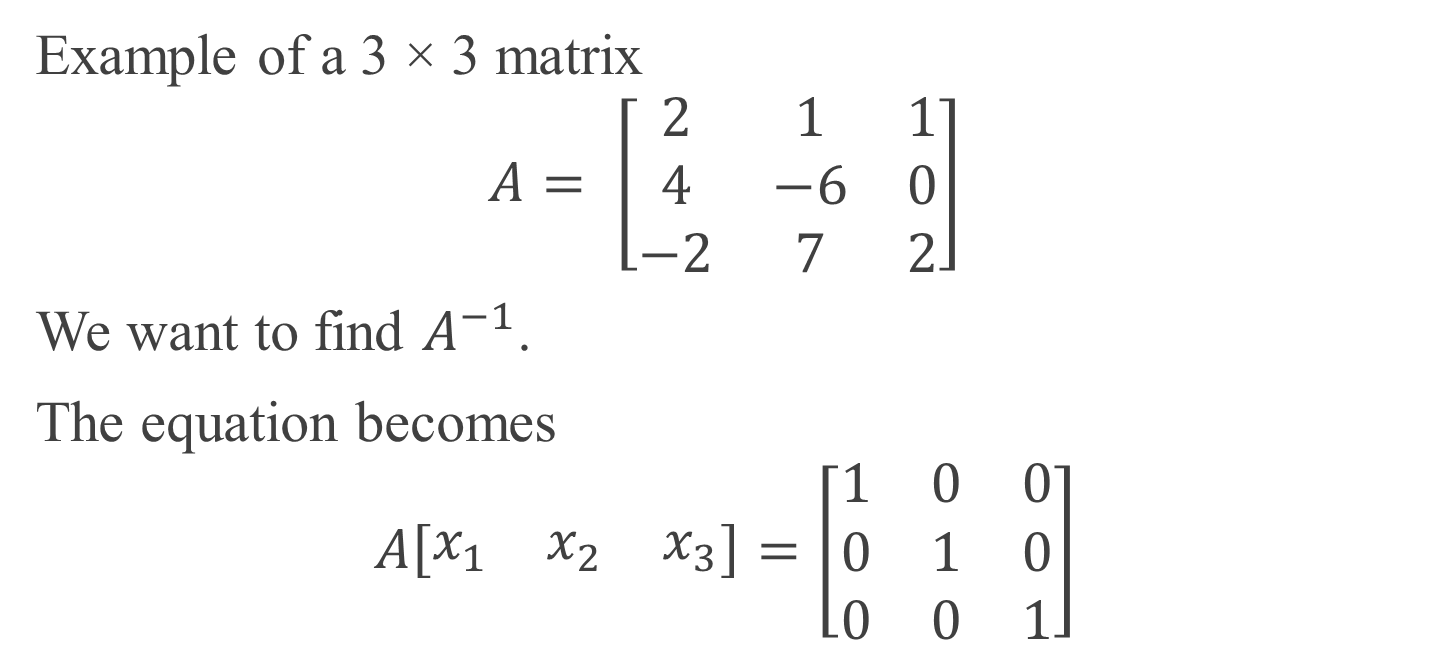 Example of a 3 × 3 matrix
A = [ 2 1 1
4 −6 0
−2 7 2 ]
We want to find A⁻¹.
The equation becomes
A[x₁ x₂ x₃] = [ 1 0 0
0 1 0
0 0 1 ]